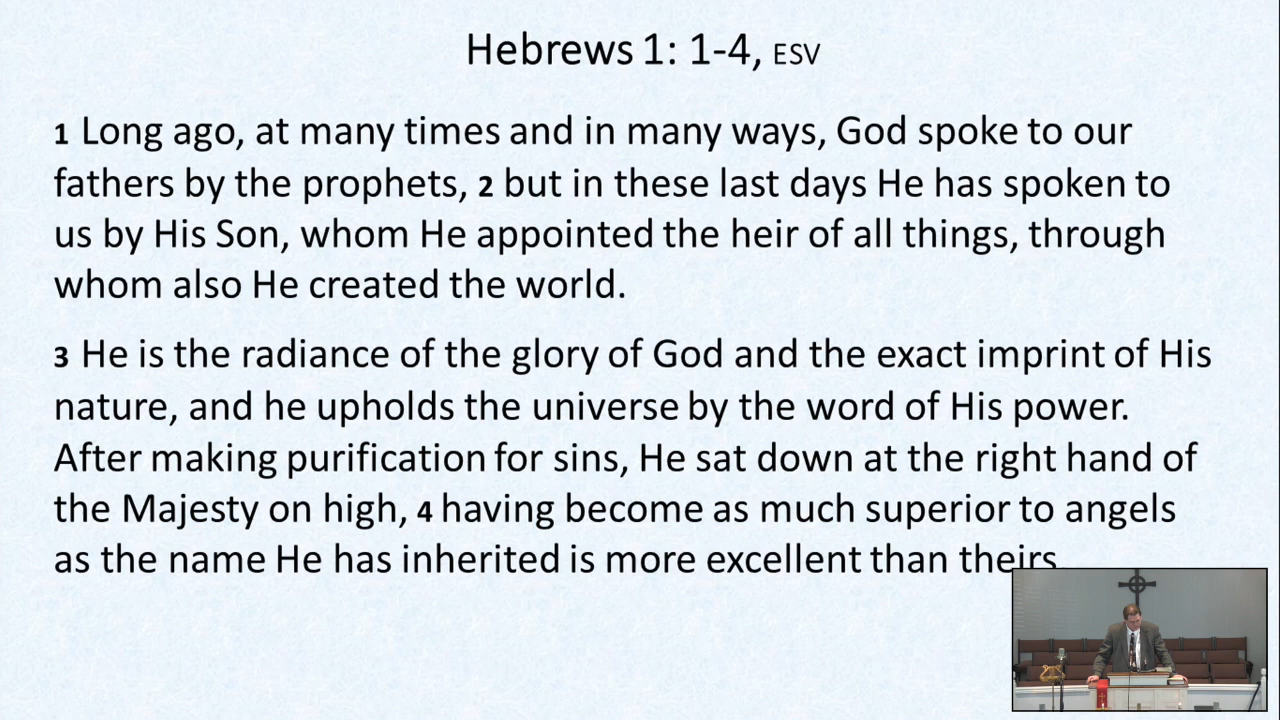 Hebrews 1: 1-4, ESV
1 Long ago, at many times and in many ways, God spoke to our
fathers by the prophets, 2 but in these last days He has spoken to
us by His Son, whom He appointed the heir of all things, through
whom also He created the world.
3 He is the radiance of the glory of God and the exact imprint of His
nature, and he upholds the universe by the word of His power.
After making purification for sins, He sat down at the right hand of
the Majesty on high, 4 having become as much superior to angels
as the name He has inherited is more excellent than theirs